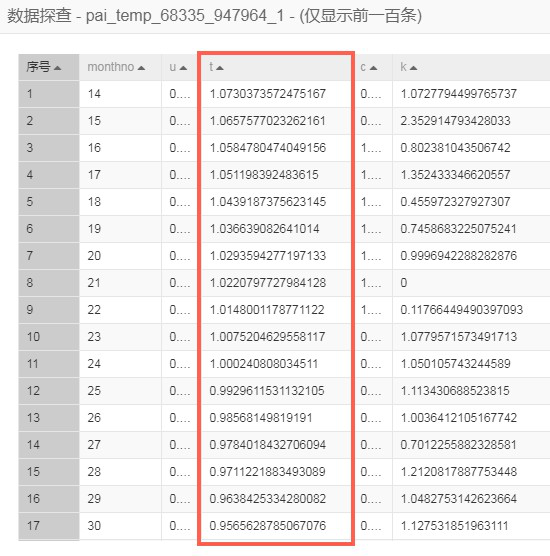 数据探查 - pai_temp_68335_947964_1 - (仅显示前一百条)
序号 monthno u t c k
1 14 0.... 1.0730373572475167 0.... 1.0727794499765737
2 15 0.... 1.0657577023262161 0.... 2.352914793428033
3 16 0.... 1.0584780474049156 1.... 0.802381043506742
4 17 0.... 1.051198392483615 1.... 1.352433346620557
5 18 0.... 1.0439187375623145 1.... 0.455972327927307
6 19 0.... 1.036639082641014 1.... 0.7458683225075241
7 20 0.... 1.0293594277197133 1.... 0.9996942288282876
8 21 0.... 1.0220797727984128 1.... 0
9 22 0.... 1.0148001178771122 1.... 0.11766449490397093
10 23 0.... 1.0075204629558117 0.... 1.0779571573491713
11 24 0.... 1.000240808034511 0.... 1.050105743244589
12 25 0.... 0.9929611531132105 0.... 1.113430688523815
13 26 0.... 0.98568149819191 0.... 1.0036412105167742
14 27 0.... 0.9784018432706094 0.... 0.7012255882328581
15 28 0.... 0.9711221883493089 0.... 1.2120817887753448
16 29 0.... 0.9638425334280082 0.... 1.0482753142623664
17 30 0.... 0.9565628785067076 0.... 1.127531851963111